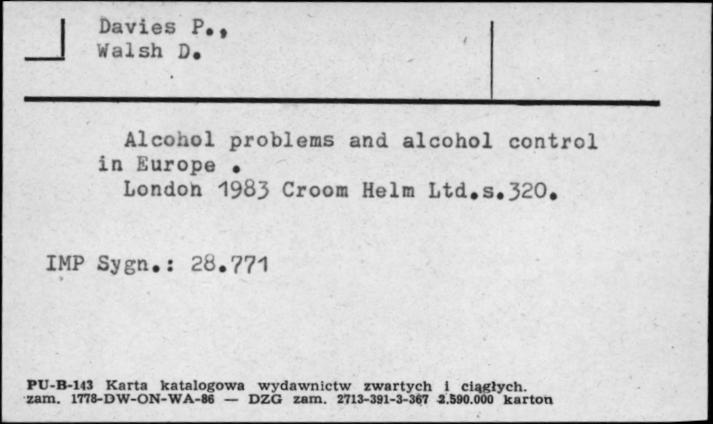 Davies P.,
Walsh D.
Alcohol problems and alcohol control
in Europe .
London 1983 Croom Helm Ltd.s.320.
IMP Sygn.: 28.771
PU-B-143 Karta katalogowa wydawnictw zwartych i ciągłych.
zam. 1778-DW-ON-WA-86 — DZG zam. 2713-391-3-367 2.590.000 karton